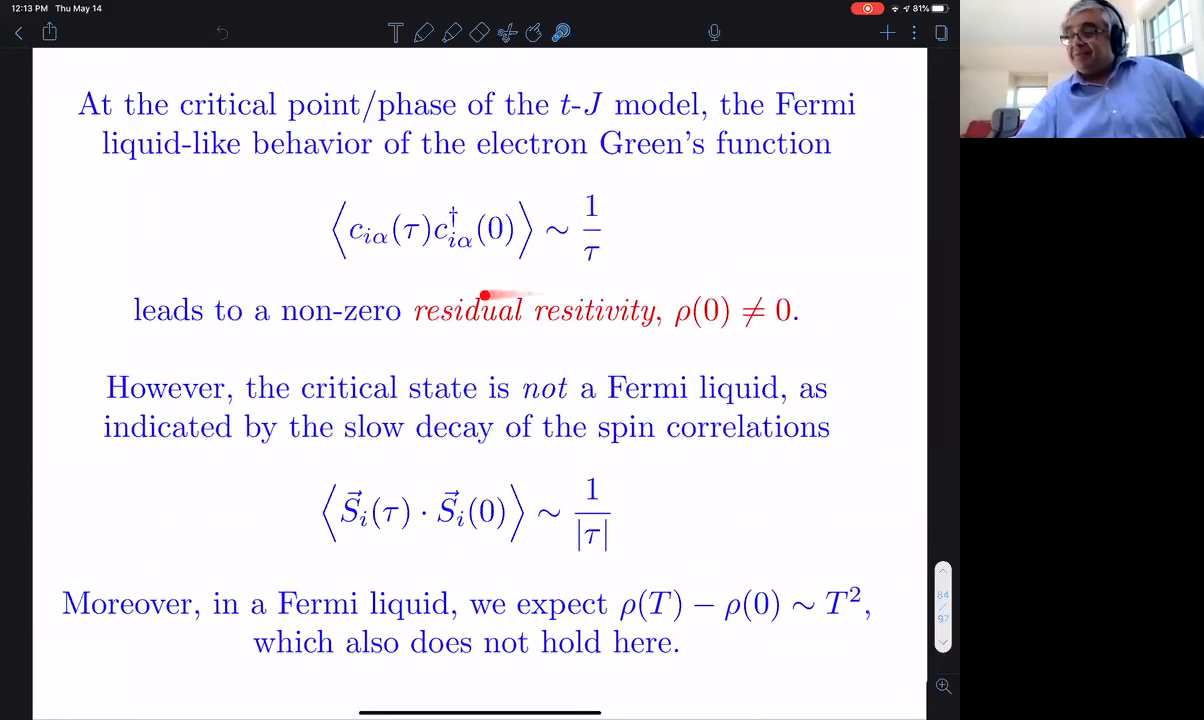 12:13 PM Thu May 14
81%
At the critical point/phase of the t-J model, the Fermi
liquid-like behavior of the electron Green's function
⟨c_{iα}(τ)c†_{iα}(0)⟩ ∼ 1/τ
leads to a non-zero residual resitivity, ρ(0) ≠ 0.
However, the critical state is not a Fermi liquid, as
indicated by the slow decay of the spin correlations
⟨S⃗_i(τ) · S⃗_i(0)⟩ ∼ 1/|τ|
Moreover, in a Fermi liquid, we expect ρ(T) − ρ(0) ∼ T²,
which also does not hold here.
84
/
97